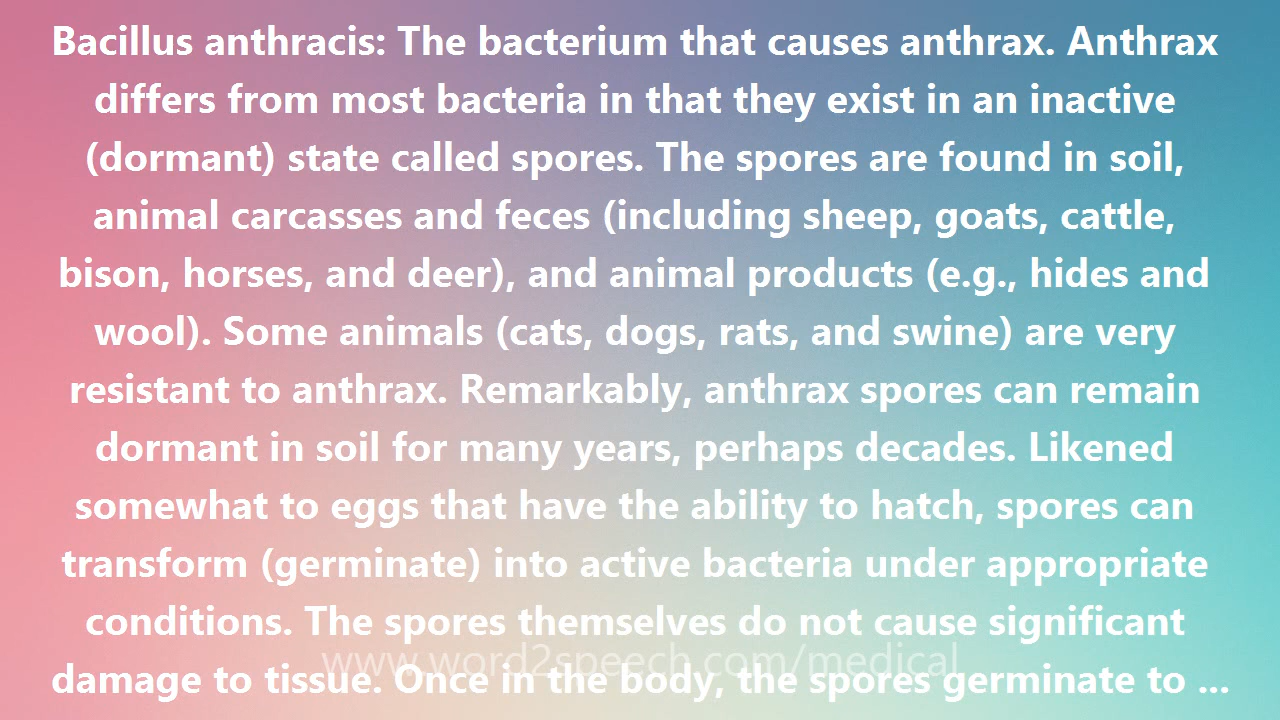 Bacillus anthracis: The bacterium that causes anthrax. Anthrax
differs from most bacteria in that they exist in an inactive
(dormant) state called spores. The spores are found in soil,
animal carcasses and feces (including sheep, goats, cattle,
bison, horses, and deer), and animal products (e.g., hides and
wool). Some animals (cats, dogs, rats, and swine) are very
resistant to anthrax. Remarkably, anthrax spores can remain
dormant in soil for many years, perhaps decades. Likened
somewhat to eggs that have the ability to hatch, spores can
transform (germinate) into active bacteria under appropriate
conditions. The spores themselves do not cause significant
www.word2speech.com/medical
damage to tissue. Once in the body, the spores germinate to ...